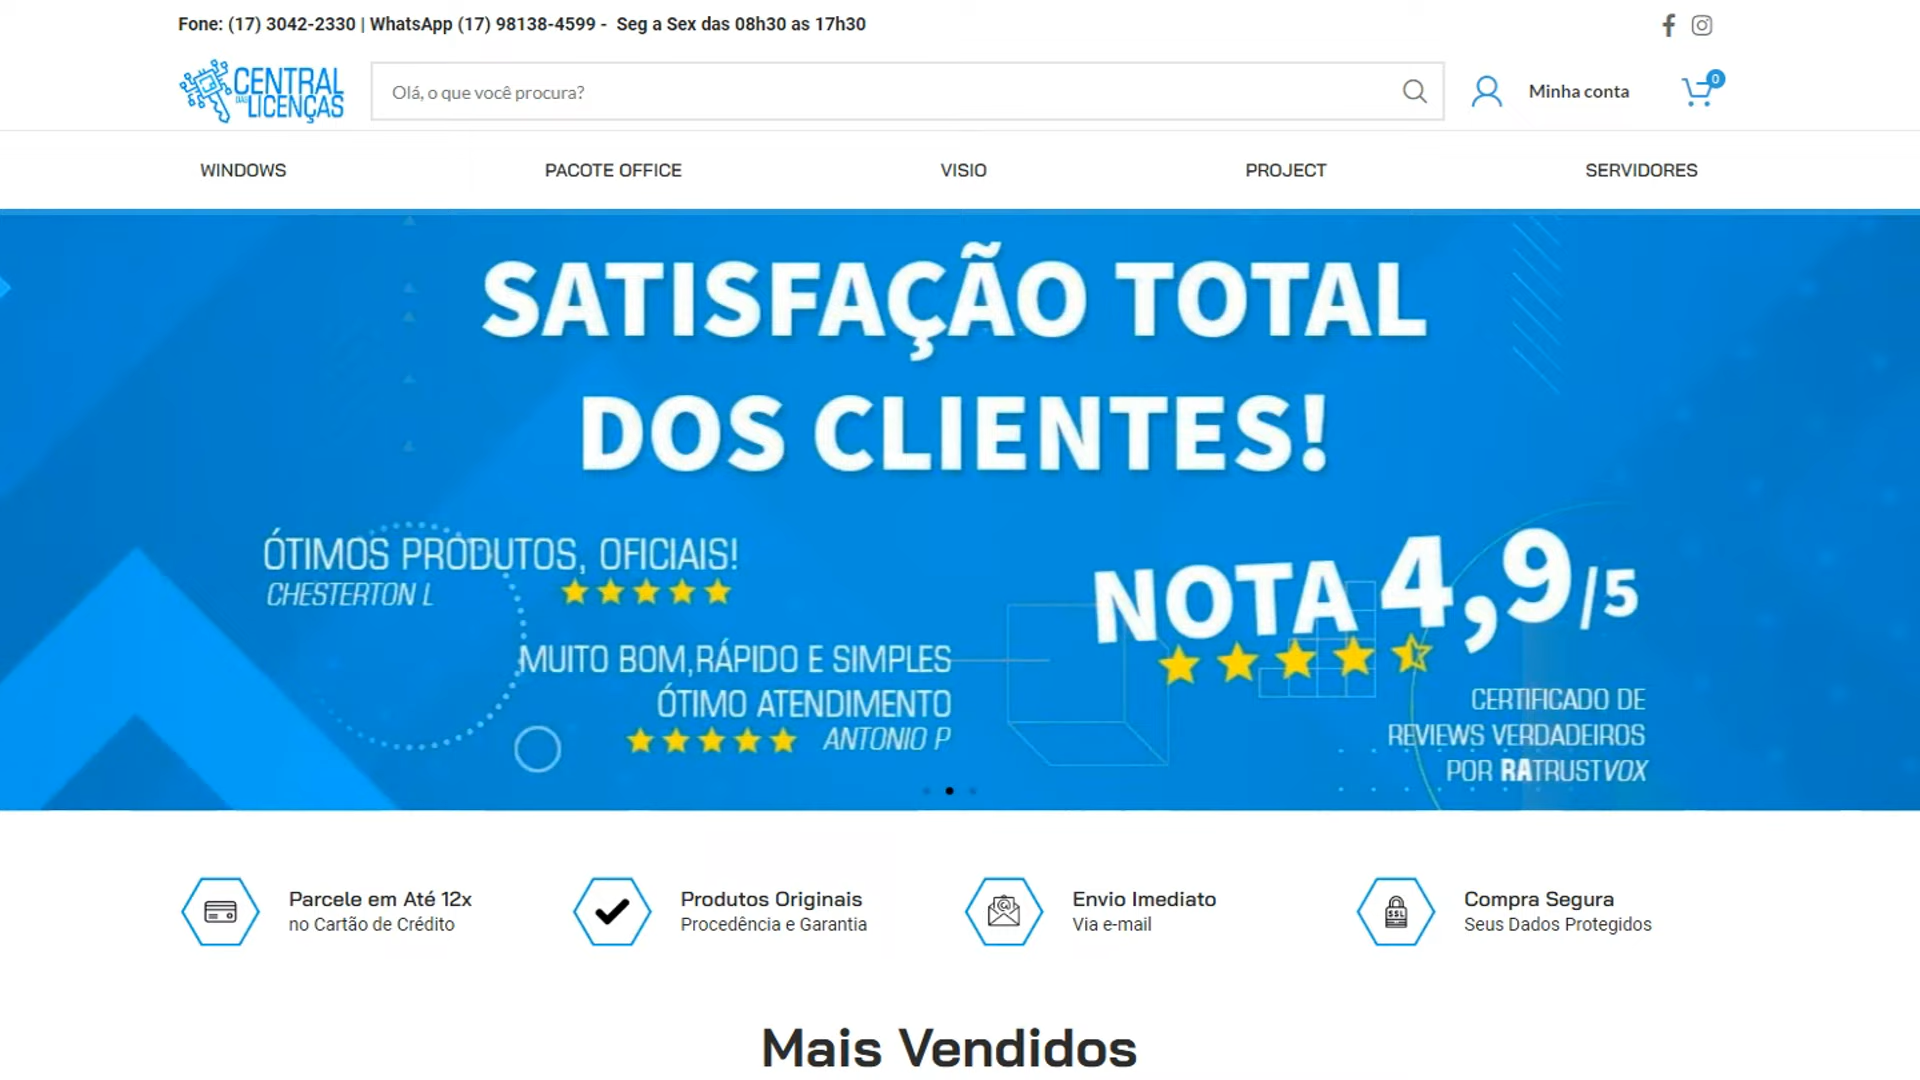 Fone: (17) 3042-2330 | WhatsApp (17) 98138-4599 - Seg a Sex das 08h30 as 17h30
CENTRAL
DAS
LICENÇAS
Olá, o que você procura?
Minha conta
0
WINDOWS
PACOTE OFFICE
VISIO
PROJECT
SERVIDORES
SATISFAÇÃO TOTAL
DOS CLIENTES!
ÓTIMOS PRODUTOS, OFICIAIS!
CHESTERTON L
MUITO BOM,RÁPIDO E SIMPLES
ÓTIMO ATENDIMENTO
ANTONIO P
NOTA 4,9/5
CERTIFICADO DE
REVIEWS VERDADEIROS
POR RATRUSTVOX
Parcele em Até 12x
no Cartão de Crédito
Produtos Originais
Procedência e Garantia
Envio Imediato
Via e-mail
SSL
Compra Segura
Seus Dados Protegidos
Mais Vendidos